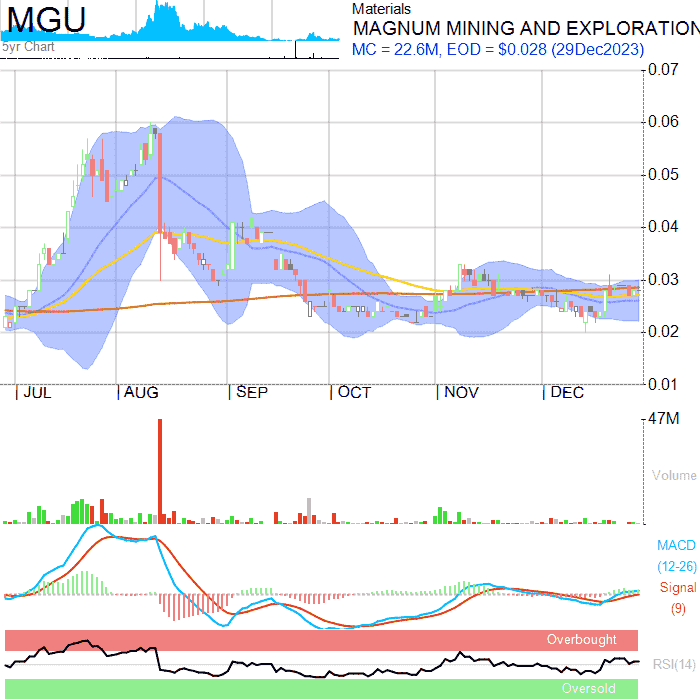 MGU
5yr Chart
Materials
MAGNUM MINING AND EXPLORATION
MC = 22.6M, EOD = $0.028 (29Dec2023)
0.07
0.06
0.05
0.04
0.03
0.02
0.01
JUL AUG SEP OCT NOV DEC
47M
Volume
MACD
(12-26)
Signal
(9)
Overbought
RSI(14)
Oversold